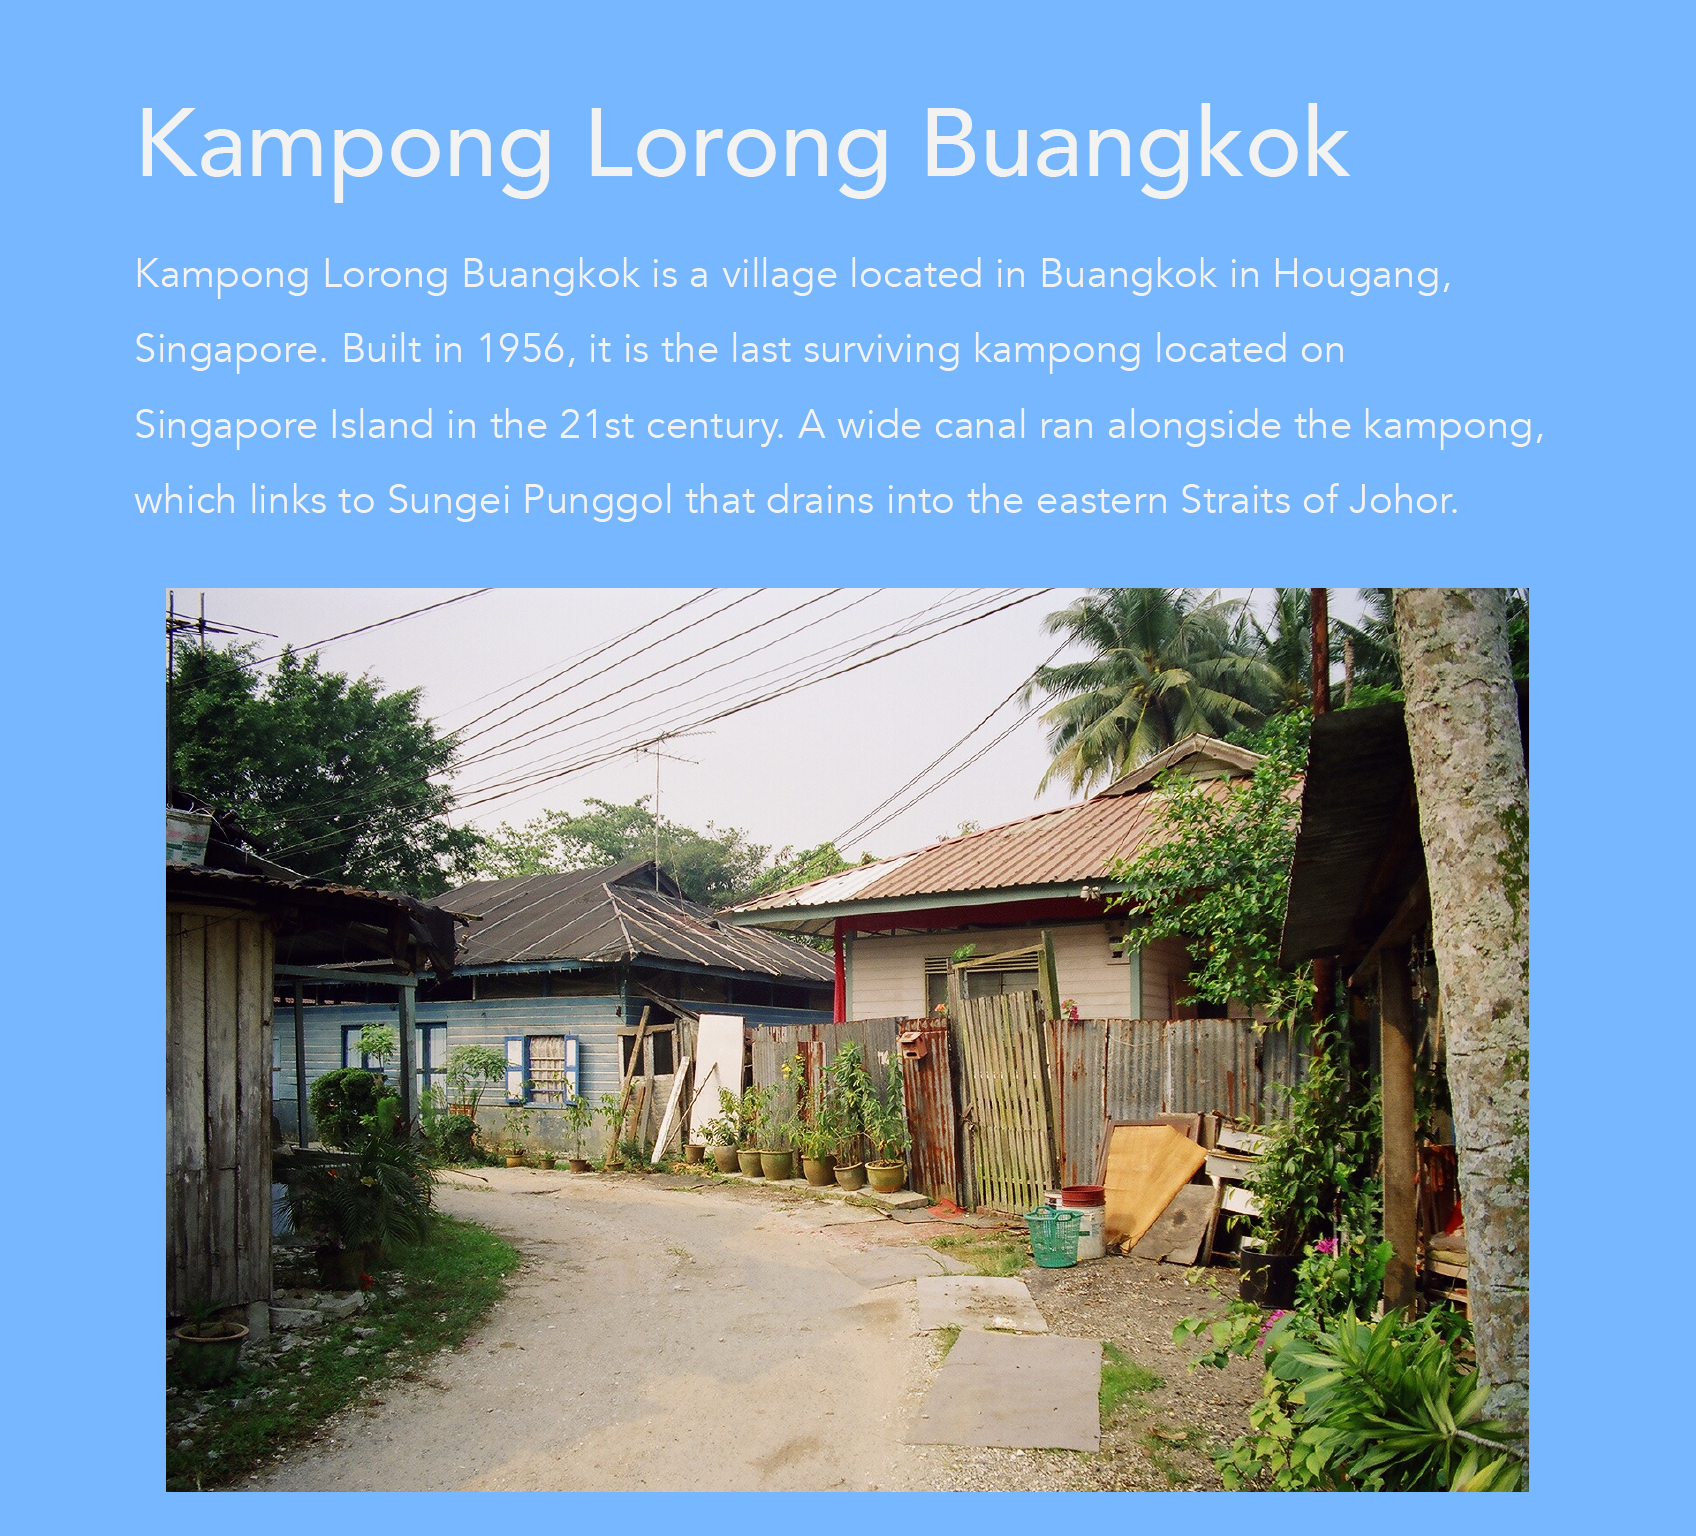 Kampong Lorong Buangkok
Kampong Lorong Buangkok is a village located in Buangkok in Hougang,
Singapore. Built in 1956, it is the last surviving kampong located on
Singapore Island in the 21st century. A wide canal ran alongside the kampong,
which links to Sungei Punggol that drains into the eastern Straits of Johor.